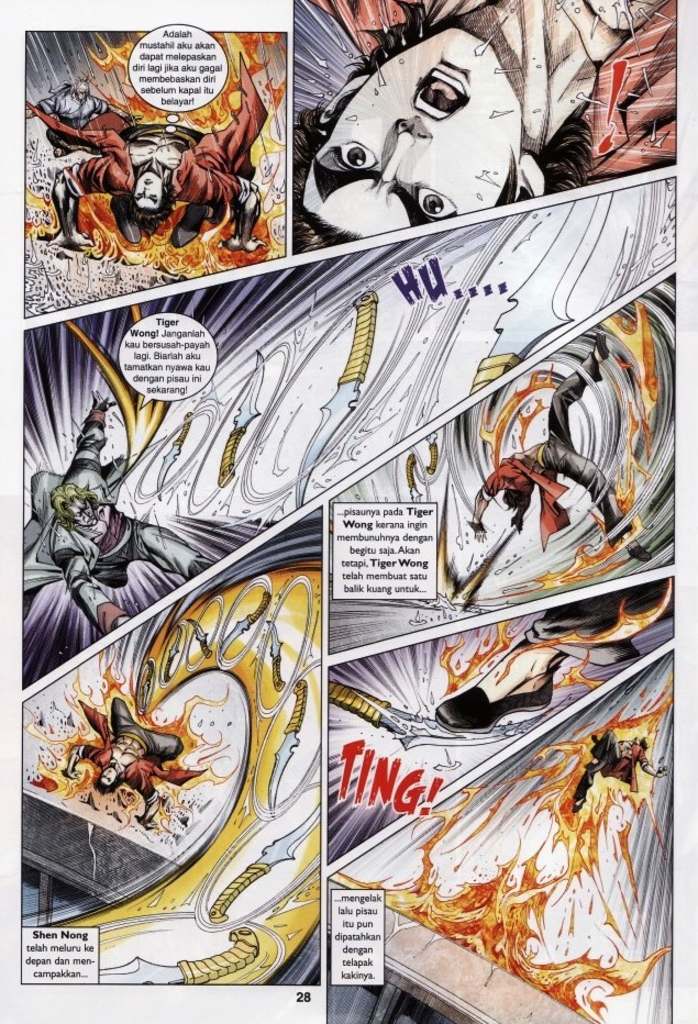 Adalah
mustahil aku akan
dapat melepaskan
diri lagi jika aku gagal
membebaskan diri
sebelum kapal itu
belayar!
!
HU.....
Tiger
Wong! Janganlah
kau bersusah-payah
lagi. Biarlah aku
tamatkan nyawa kau
dengan pisau ini
sekarang!
Shen Nong
telah meluru ke
depan dan men-
campakkan...
...pisaunya pada Tiger
Wong kerana ingin
membunuhnya dengan
begitu saja. Akan
tetapi, Tiger Wong
telah membuat satu
balik kuang untuk...
TING!
...mengelak
lalu pisau
itu pun
dipatahkan
dengan
telapak
kakinya.
28